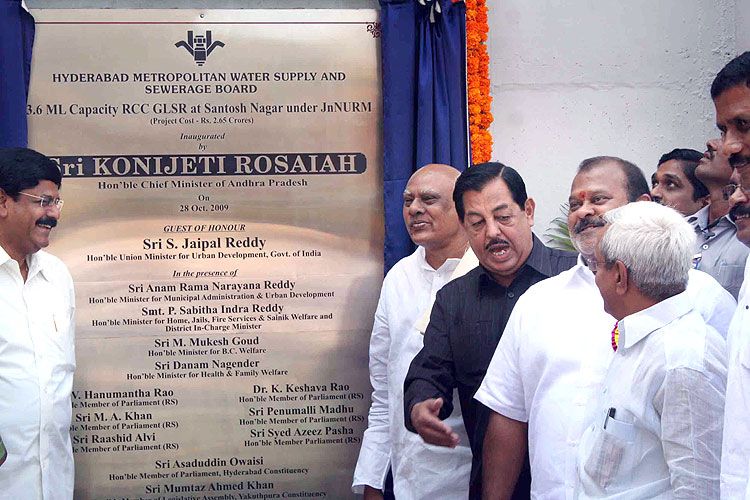 HYDERABAD METROPOLITAN WATER SUPPLY AND
SEWERAGE BOARD
3.6 ML Capacity RCC GLSR at Santosh Nagar under JnNURM
(Project Cost - Rs. 2.65 Crores)
Inaugurated
by
Sri KONIJETI ROSAIAH
Hon'ble Chief Minister of Andhra Pradesh
on
28 Oct. 2009
GUEST OF HONOUR
Sri S. Jaipal Reddy
Hon'ble Union Minister for Urban Development, Govt. of India
In the presence of
Sri Anam Rama Narayana Reddy
Hon'ble Minister for Municipal Administration & Urban Development
Smt. P. Sabitha Indra Reddy
Hon'ble Minister for Home, Jails, Fire Services & Sainik Welfare and
District In-Charge Minister
Sri M. Mukesh Goud
Hon'ble Minister for B.C. Welfare
Sri Danam Nagender
Hon'ble Minister for Health & Family Welfare
V. Hanumantha Rao
Member of Parliament (RS)
Dr. K. Keshava Rao
Hon'ble Member of Parliament (RS)
Sri M. A. Khan
Member of Parliament (RS)
Sri Penumalli Madhu
Hon'ble Member of Parliament (RS)
Sri Raashid Alvi
Member of Parliament (RS)
Sri Syed Azeez Pasha
Hon'ble Member of Parliament (RS)
Sri Asaduddin Owaisi
Hon'ble Member of Parliament, Hyderabad Constituency
Sri Mumtaz Ahmed Khan
Member of Legislative Assembly, Yakuthpura Constituency